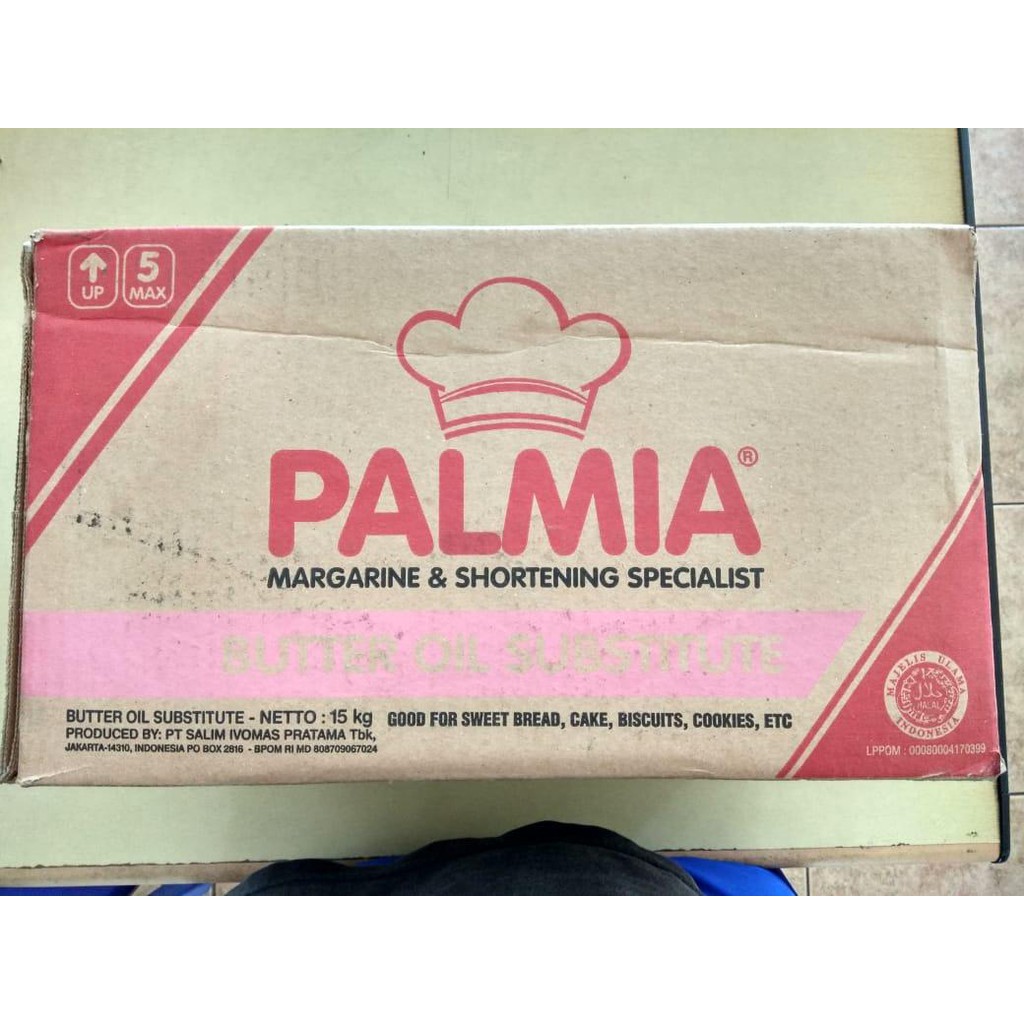 UP
5
MAX
PALMIA®
MARGARINE & SHORTENING SPECIALIST
BUTTER OIL SUBSTITUTE
BUTTER OIL SUBSTITUTE - NETTO : 15 kg
PRODUCED BY: PT SALIM IVOMAS PRATAMA Tbk,
JAKARTA-14310, INDONESIA PO BOX 2816 - BPOM RI MD 808709067024
GOOD FOR SWEET BREAD, CAKE, BISCUITS, COOKIES, ETC
MAJELIS ULAMA
حلال
HALAL
INDONESIA
LPPOM : 00080004170399